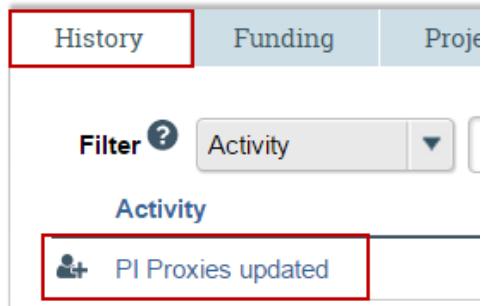 History Funding
Filter ? Activity
Activity
PI Proxies updated